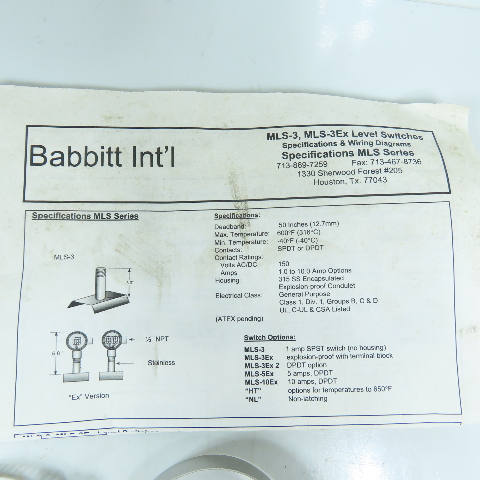 Babbitt Int'l
MLS-3, MLS-3Ex Level Switches
Specifications & Wiring Diagrams
Specifications MLS Series
713-869-7259 Fax: 713-467-8736
1330 Sherwood Forest #205
Houston, Tx. 77043
Specifications MLS Series
MLS-3
½ NPT
Stainless
"Ex" Version
Specifications:
Deadband: .50 Inches (12.7mm)
Max. Temperature: 600°F (316°C)
Min. Temperature: -40°F (-40°C)
Contacts: SPDT or DPDT
Contact Ratings:
Volts AC/DC 150
Amps 1.0 to 10.0 Amp Options
Housing: 315 SS Encapsulated
Explosion-proof Condulet
Electrical Class: General Purpose
Class 1, Div. 1, Groups B, C & D
UL, C-UL & CSA Listed
(ATEX pending)
Switch Options:
MLS-3 1 amp SPST switch (no housing)
MLS-3Ex explosion-proof with terminal block
MLS-3Ex 2 DPDT option
MLS-5Ex 5 amps, DPDT
MLS-10Ex 10 amps, DPDT
"HT" options for temperatures to 650°F
"NL" Non-latching